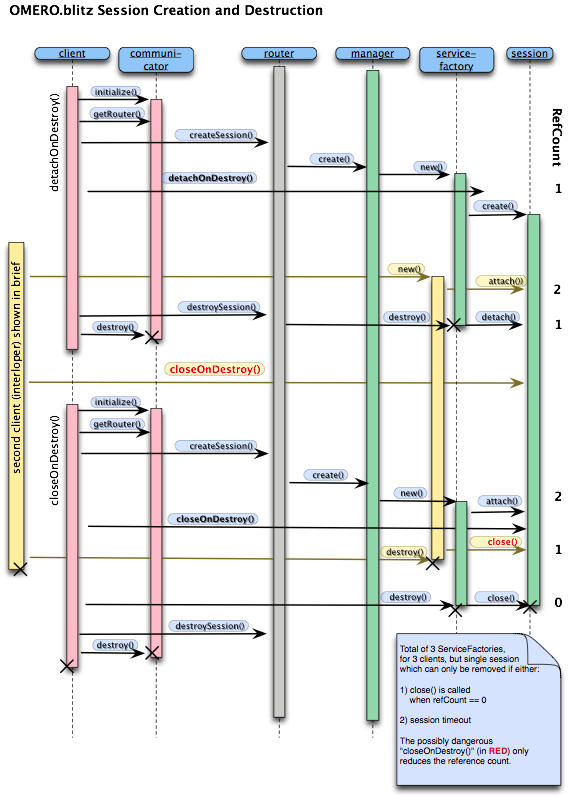 OMERO.blitz Session Creation and Destruction
client
communi-
cator
router
manager
service-
factory
session
initialize()
getRouter()
createSession()
create()
new()
detachOnDestroy()
create()
detachOnDestroy()
RefCount
1
new()
attach()
2
destroySession()
destroy()
detach()
1
destroy()
second client (interloper) shown in brief
closeOnDestroy()
initialize()
getRouter()
createSession()
create()
new()
attach()
2
closeOnDestroy()
closeOnDestroy()
close()
destroy()
1
destroy()
close()
0
destroySession()
destroy()
Total of 3 ServiceFactories,
for 3 clients, but single session
which can only be removed if either:
1) close() is called
when refCount == 0
2) session timeout
The possibly dangerous
"closeOnDestroy()" (in RED) only
reduces the reference count.